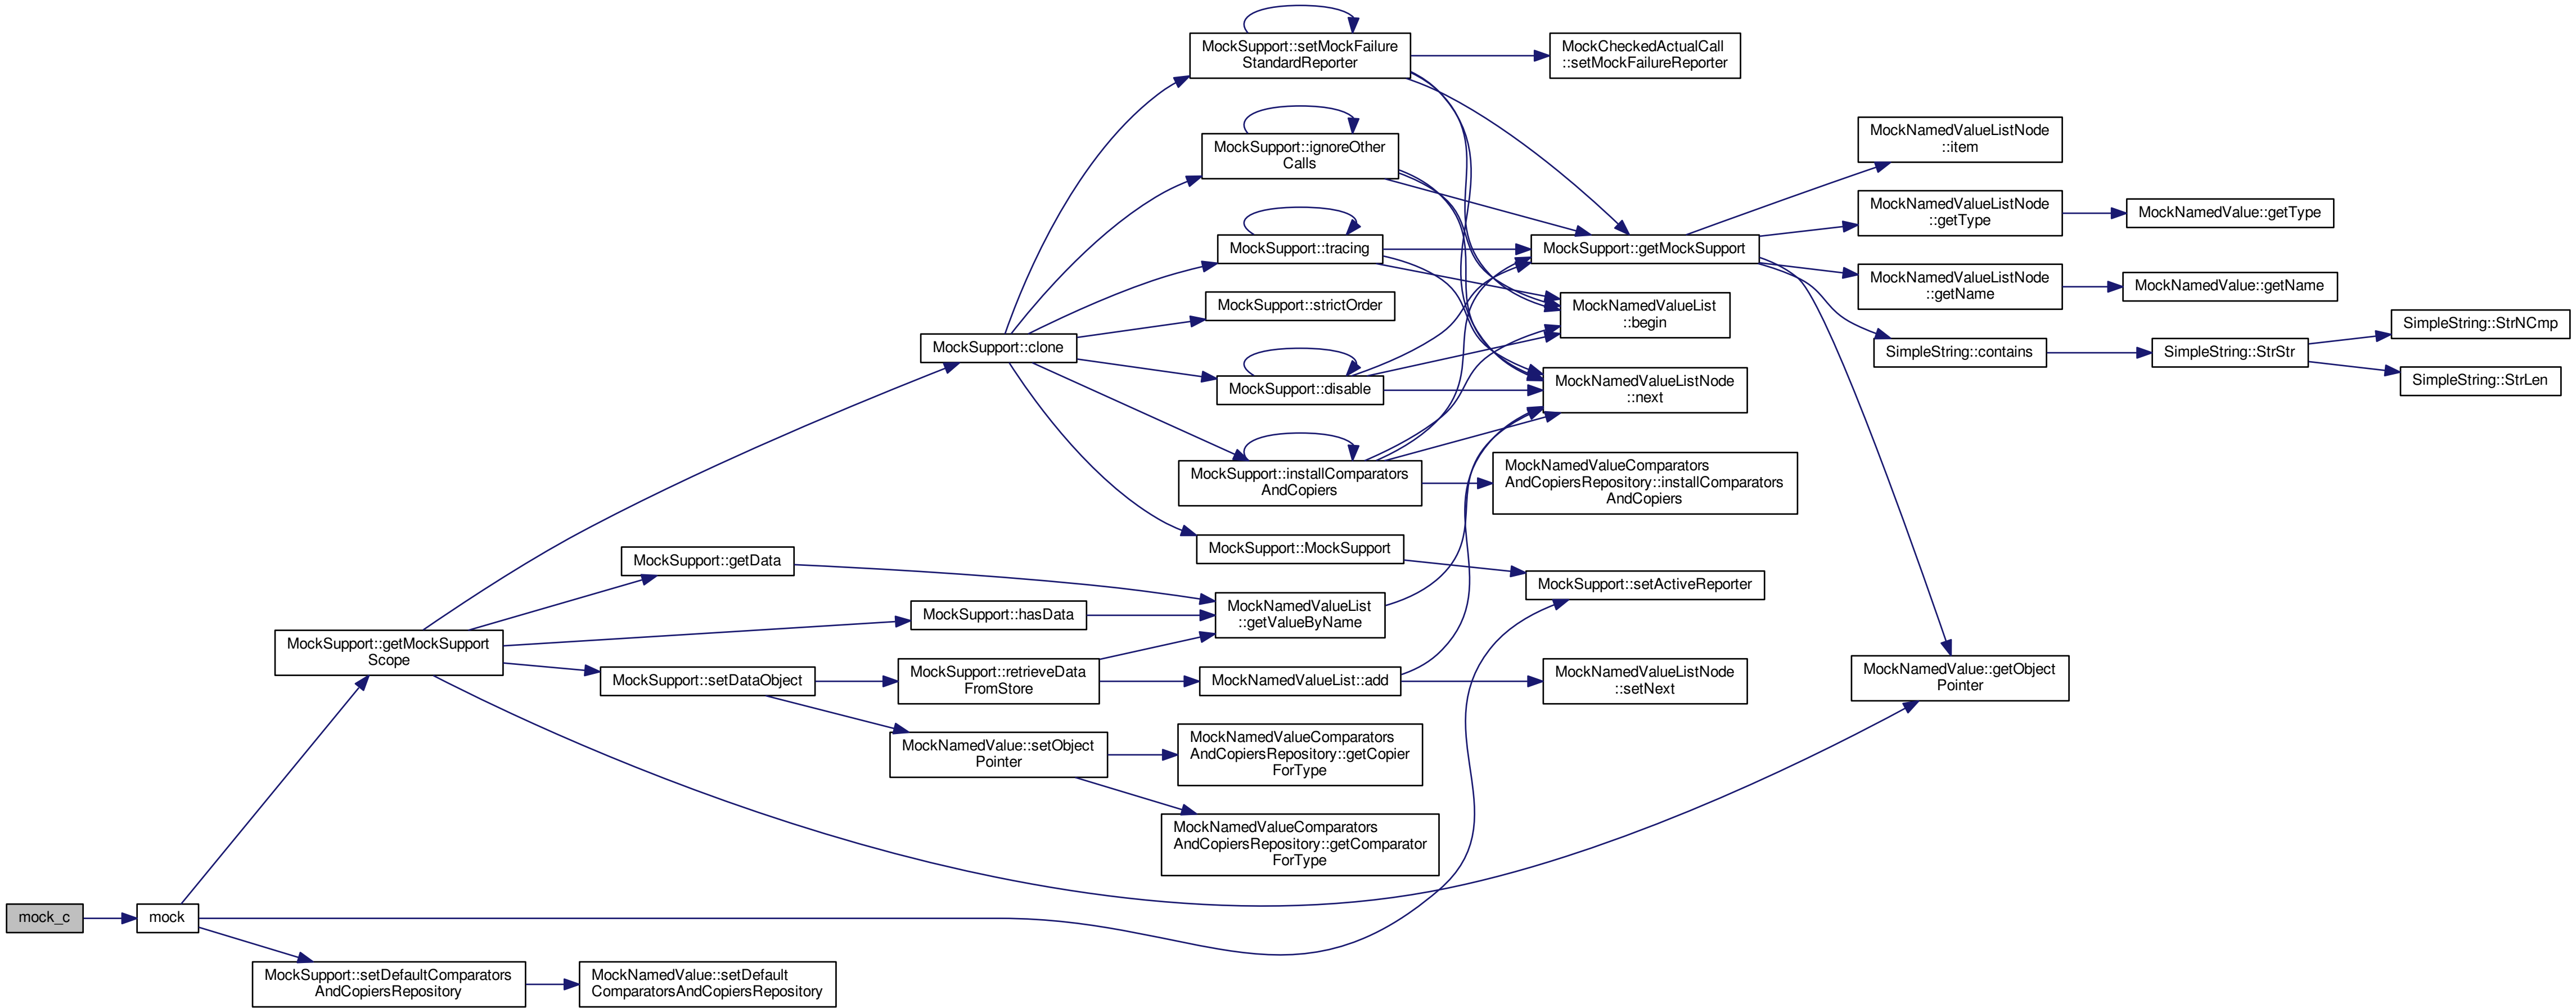 MockSupport::setMockFailure
StandardReporter
MockCheckedActualCall
::setMockFailureReporter
MockSupport::ignoreOther
Calls
MockNamedValueListNode
::item
MockNamedValueListNode
::getType
MockNamedValue::getType
MockSupport::tracing
MockSupport::getMockSupport
MockNamedValueListNode
::getName
MockNamedValue::getName
MockSupport::strictOrder
MockNamedValueList
::begin
SimpleString::StrNCmp
MockSupport::clone
SimpleString::contains
SimpleString::StrStr
SimpleString::StrLen
MockSupport::disable
MockNamedValueListNode
::next
MockSupport::installComparators
AndCopiers
MockNamedValueComparators
AndCopiersRepository::installComparators
AndCopiers
MockSupport::MockSupport
MockSupport::getData
MockSupport::setActiveReporter
MockSupport::hasData
MockNamedValueList
::getValueByName
MockSupport::getMockSupport
Scope
MockSupport::setDataObject
MockSupport::retrieveData
FromStore
MockNamedValueList::add
MockNamedValueListNode
::setNext
MockNamedValue::getObject
Pointer
MockNamedValue::setObject
Pointer
MockNamedValueComparators
AndCopiersRepository::getCopier
ForType
MockNamedValueComparators
AndCopiersRepository::getComparator
ForType
mock_c
mock
MockSupport::setDefaultComparators
AndCopiersRepository
MockNamedValue::setDefault
ComparatorsAndCopiersRepository